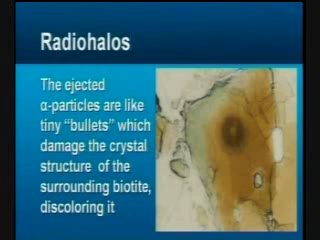 Radiohalos
The ejected
α-particles are like
tiny “bullets” which
damage the crystal
structure of the
surrounding biotite,
discoloring it